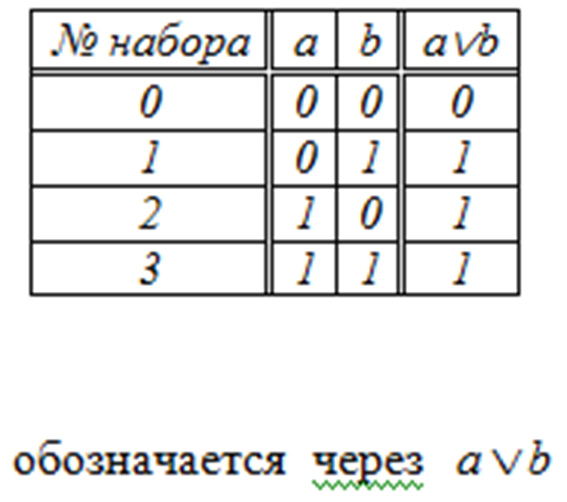 № набора a b a∨b
0 0 0 0
1 0 1 1
2 1 0 1
3 1 1 1
обозначается через a∨b